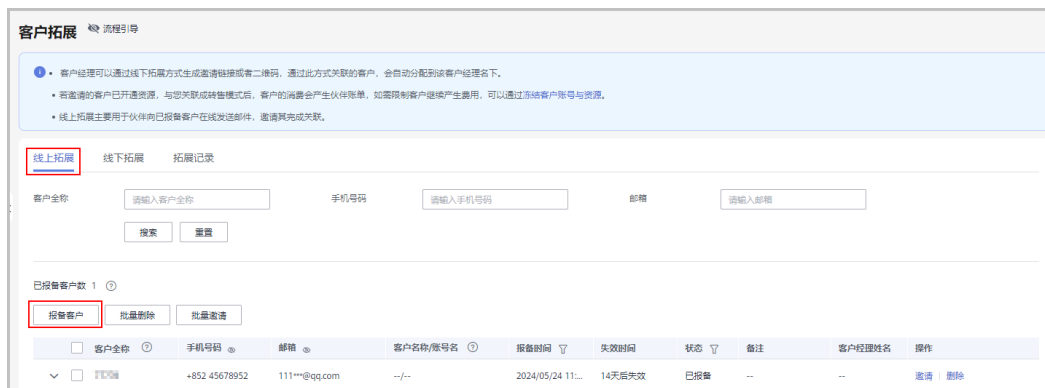 客户拓展 流程引导
• 客户经理可以通过线下拓展方式生成邀请链接或者二维码，通过此方式关联的客户，会自动分配到该客户经理名下。
• 若邀请的客户已开通资源，与您关联成转售模式后，客户的消费会产生伙伴账单，如需限制客户继续产生费用，可以通过冻结客户账号与资源。
• 线上拓展主要用于伙伴向已报备客户在线发送邮件，邀请其完成关联。
线上拓展 线下拓展 拓展记录
客户全称 请输入客户全称 手机号码 请输入手机号码 邮箱 请输入邮箱
搜索 重置
已报备客户数 1
报备客户 批量删除 批量邀请
客户全称 手机号码 邮箱 客户名称/账号名 报备时间 失效时间 状态 备注 客户经理姓名 操作
+852 45678952 111***@qq.com --/-- 2024/05/24 11:... 14天后失效 已报备 -- -- 邀请 删除